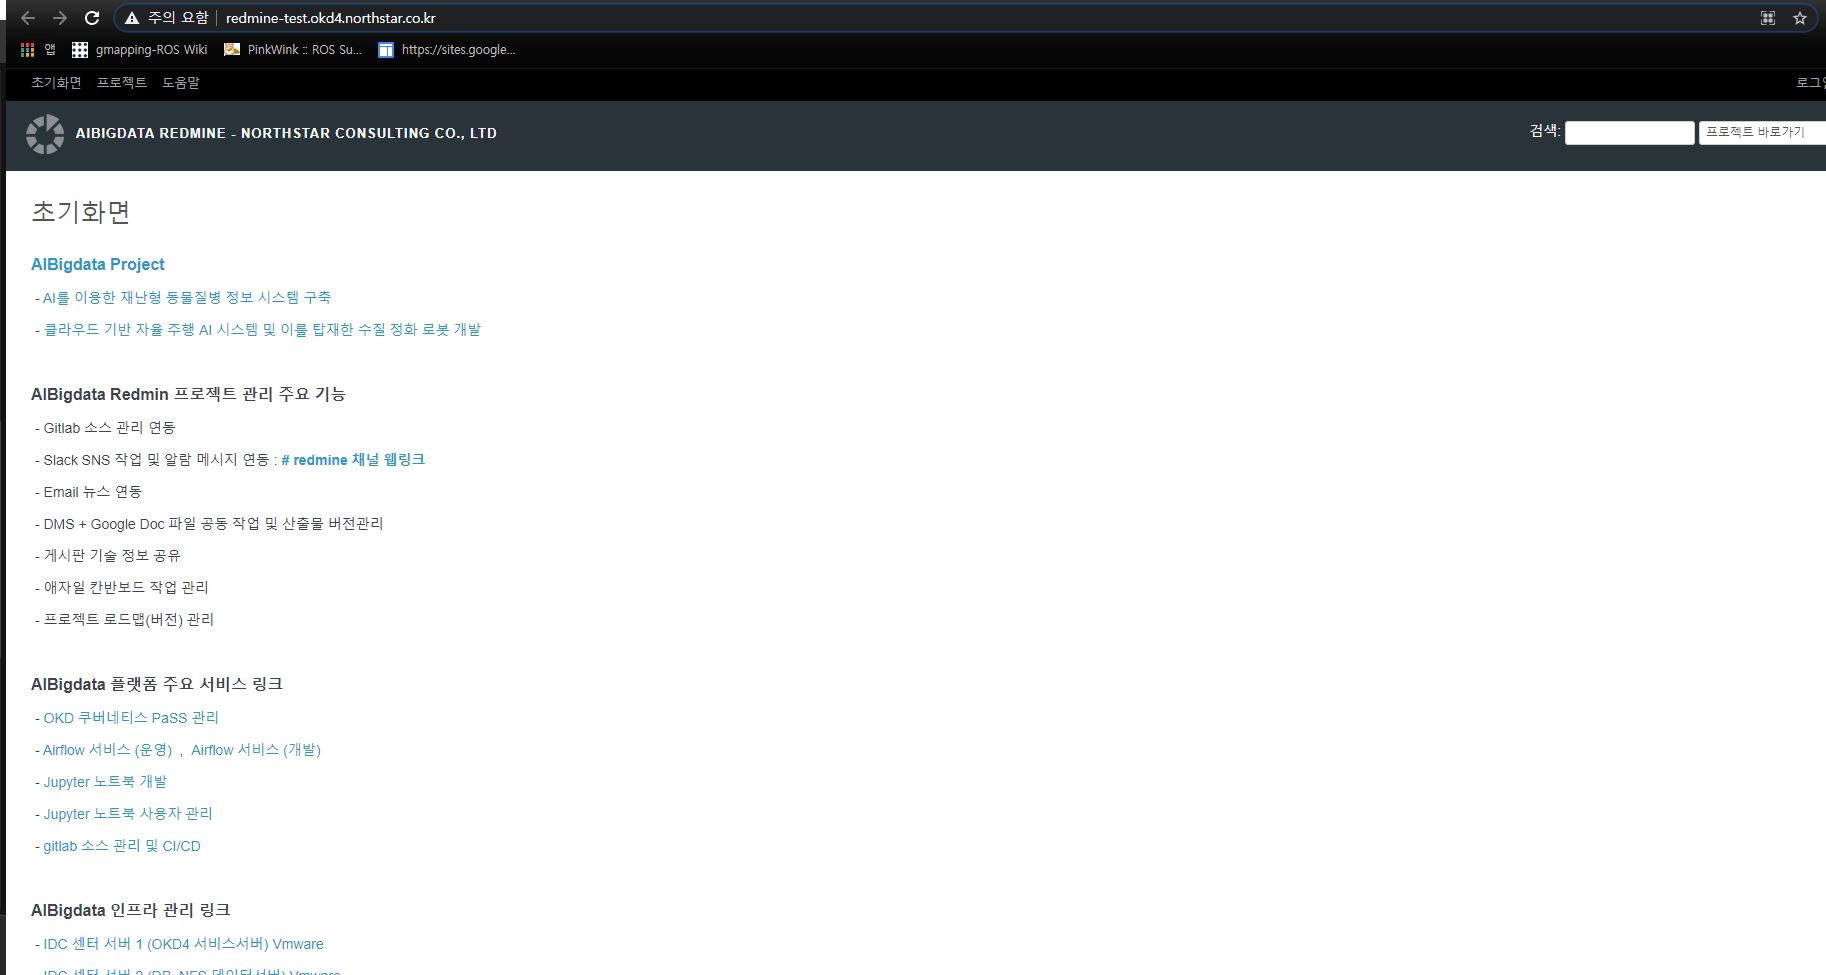 주의 요함 redmine-test.okd4.northstar.co.kr
앱 gmapping-ROS Wiki PinkWink :: ROS Su... https://sites.google...
초기화면 프로젝트 도움말
AIBIGDATA REDMINE - NORTHSTAR CONSULTING CO., LTD 검색: 프로젝트 바로가기
초기화면
AIBigdata Project
- AI를 이용한 재난형 동물질병 정보 시스템 구축
- 클라우드 기반 자율 주행 AI 시스템 및 이를 탑재한 수질 정화 로봇 개발
AIBigdata Redmin 프로젝트 관리 주요 기능
- Gitlab 소스 관리 연동
- Slack SNS 작업 및 알람 메시지 연동 : # redmine 채널 웹링크
- Email 뉴스 연동
- DMS + Google Doc 파일 공동 작업 및 산출물 버전관리
- 게시판 기술 정보 공유
- 애자일 칸반보드 작업 관리
- 프로젝트 로드맵(버전) 관리
AIBigdata 플랫폼 주요 서비스 링크
- OKD 쿠버네티스 PaSS 관리
- Airflow 서비스 (운영) , Airflow 서비스 (개발)
- Jupyter 노트북 개발
- Jupyter 노트북 사용자 관리
- gitlab 소스 관리 및 CI/CD
AIBigdata 인프라 관리 링크
- IDC 센터 서버 1 (OKD4 서비스서버) Vmware